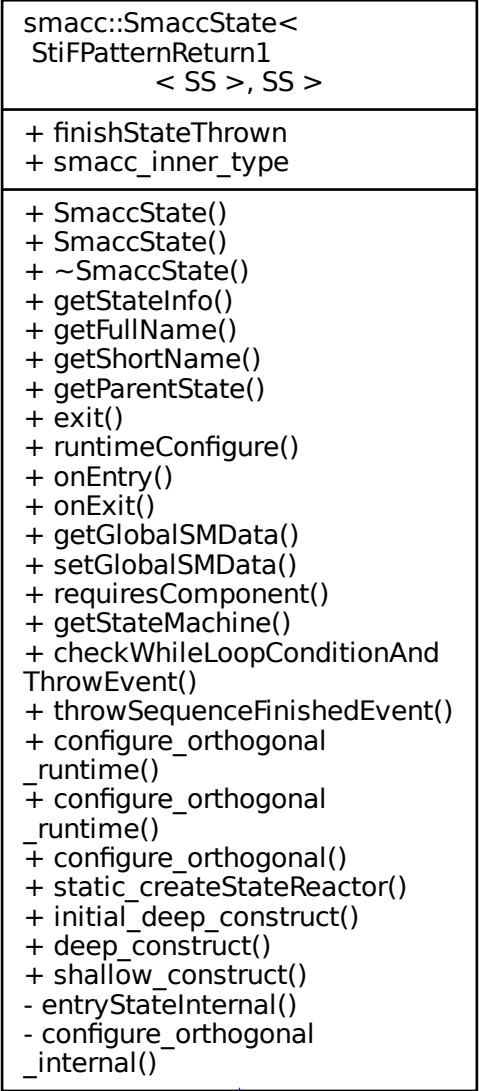 smacc::SmaccState<
StiFPatternReturn1
< SS >, SS >
+ finishStateThrown
+ smacc_inner_type
+ SmaccState()
+ SmaccState()
+ ~SmaccState()
+ getStateInfo()
+ getFullName()
+ getShortName()
+ getParentState()
+ exit()
+ runtimeConfigure()
+ onEntry()
+ onExit()
+ getGlobalSMData()
+ setGlobalSMData()
+ requiresComponent()
+ getStateMachine()
+ checkWhileLoopConditionAnd
ThrowEvent()
+ throwSequenceFinishedEvent()
+ configure_orthogonal
_runtime()
+ configure_orthogonal
_runtime()
+ configure_orthogonal()
+ static_createStateReactor()
+ initial_deep_construct()
+ deep_construct()
+ shallow_construct()
- entryStateInternal()
- configure_orthogonal
_internal()